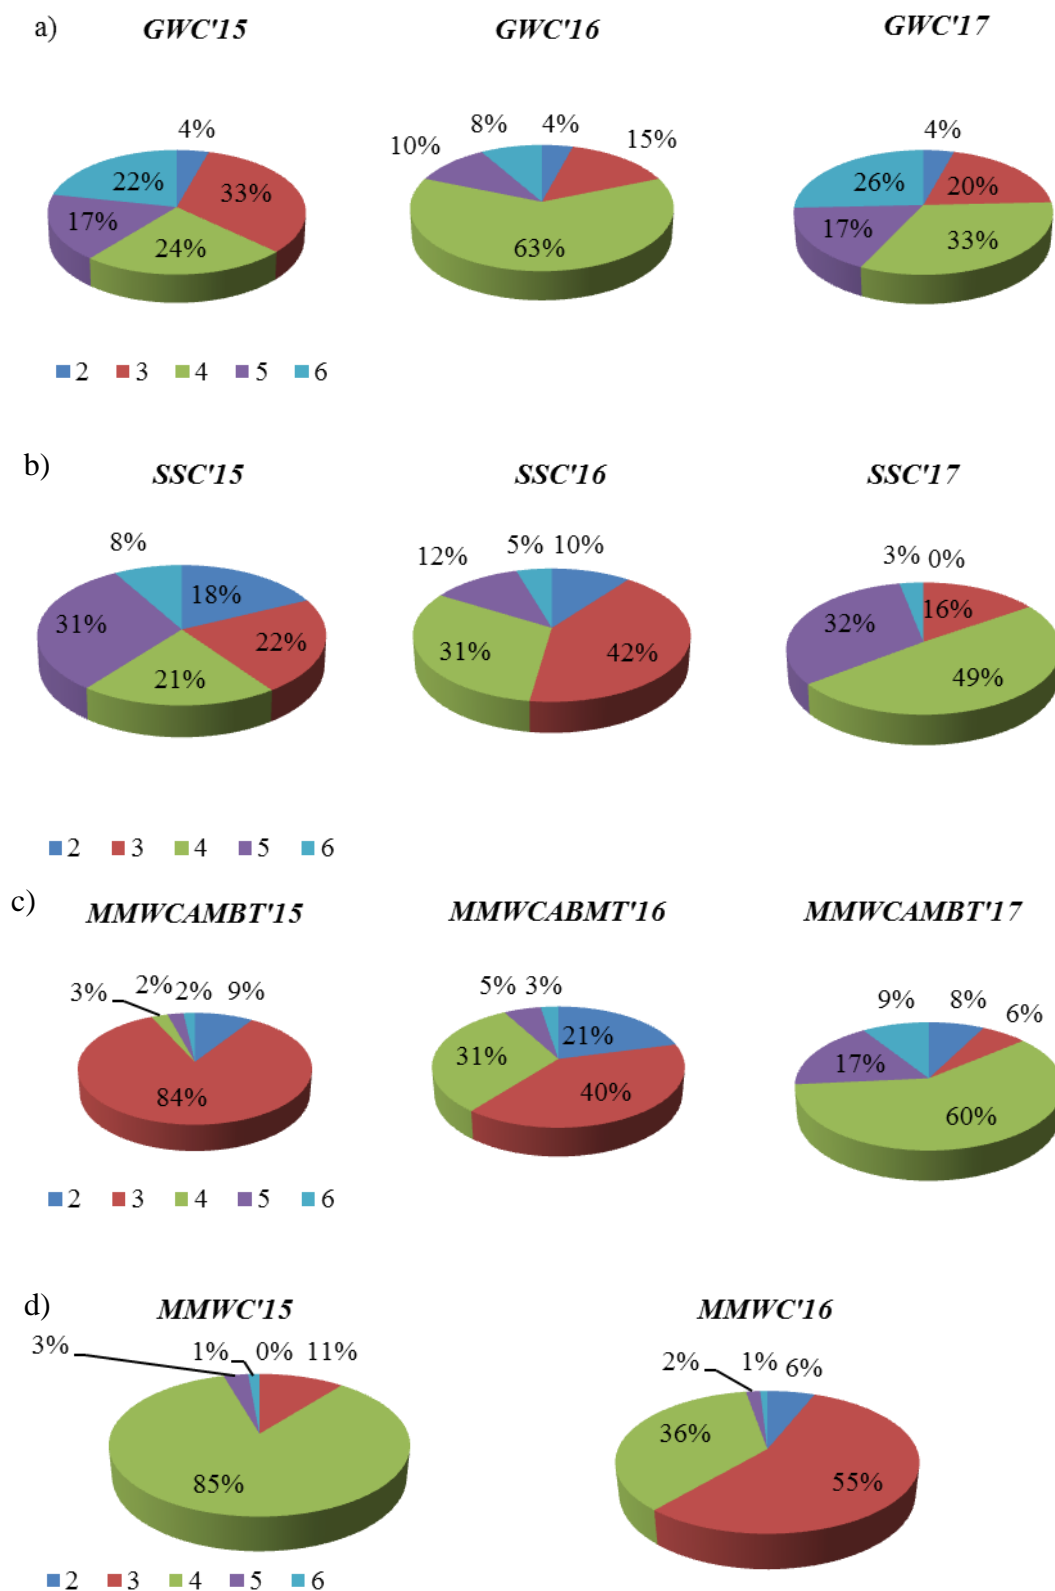 a) GWC'15 GWC'16 GWC'17
4% 33% 24% 17% 22%
4% 15% 63% 10% 8%
4% 20% 33% 17% 26%
2 3 4 5 6
b) SSC'15 SSC'16 SSC'17
18% 22% 21% 31% 8%
10% 42% 31% 12% 5%
0% 16% 49% 32% 3%
2 3 4 5 6
c) MMWCAMBT'15 MMWCABMT'16 MMWCAMBT'17
9% 84% 3% 2% 2%
21% 40% 31% 5% 3%
8% 6% 60% 17% 9%
2 3 4 5 6
d) MMWC'15 MMWC'16
0% 11% 85% 3% 1%
6% 55% 36% 2% 1%
2 3 4 5 6